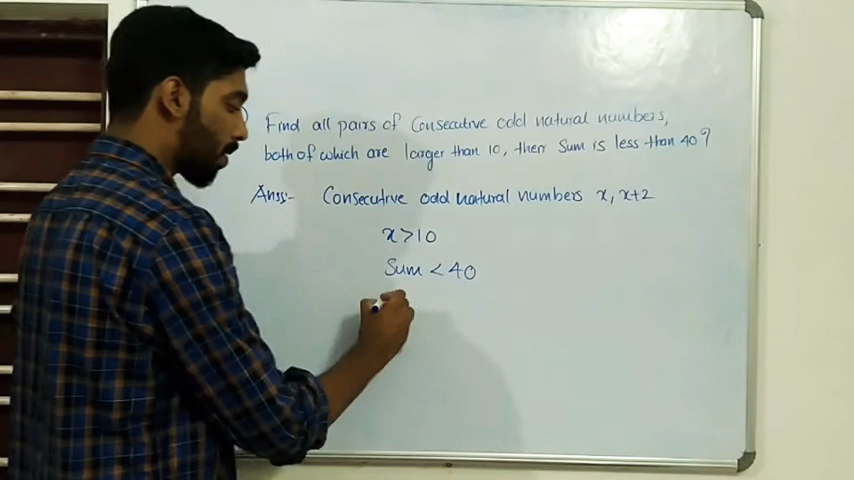 ) Find all pairs of Consecutive odd natural numbers,
both of which are larger than 10, their Sum is less than 40?
Ans:- Consecutive odd natural numbers x, x+2
x>10
Sum < 40